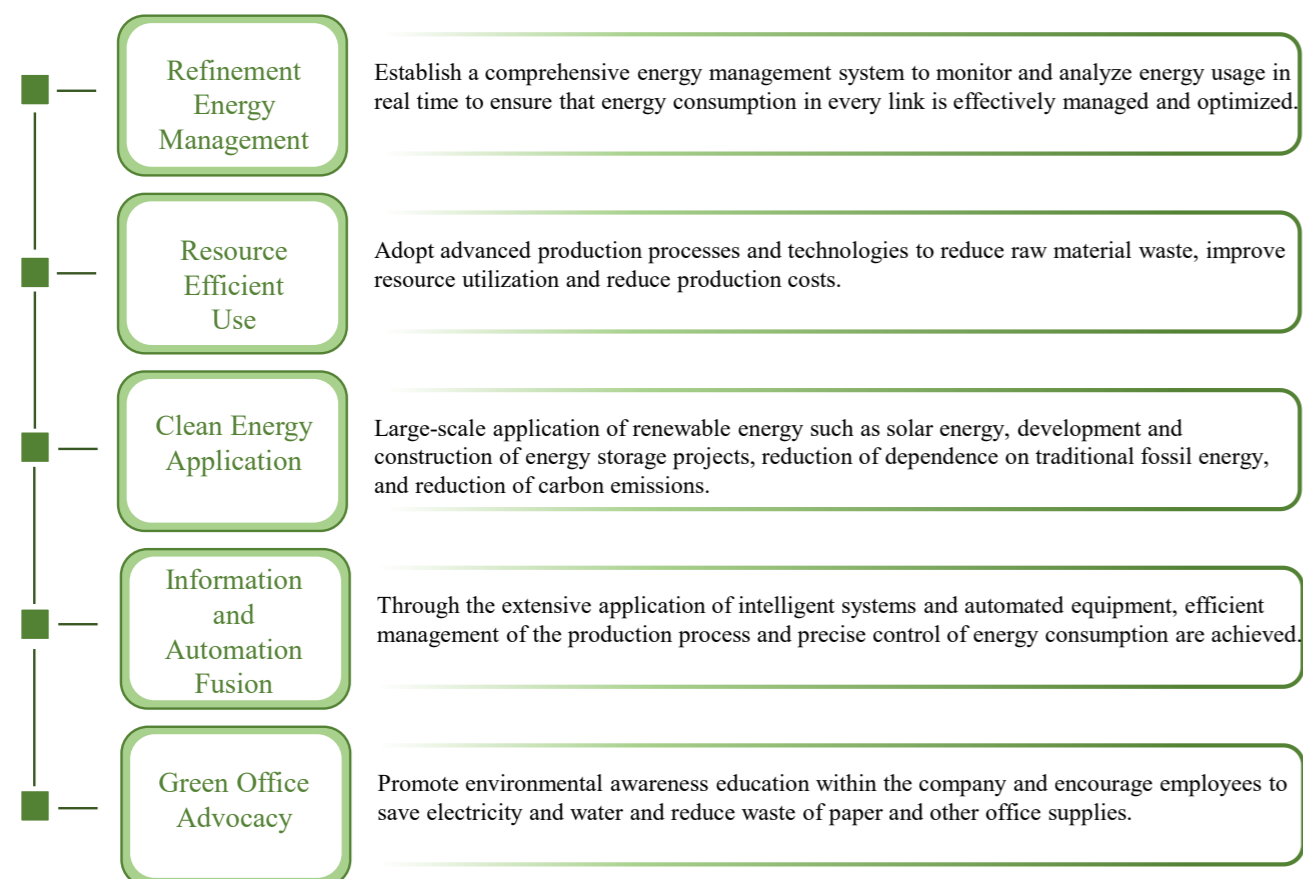 Refinement
Energy
Management
Establish a comprehensive energy management system to monitor and analyze energy usage in
real time to ensure that energy consumption in every link is effectively managed and optimized.
Resource
Efficient
Use
Adopt advanced production processes and technologies to reduce raw material waste, improve
resource utilization and reduce production costs.
Clean Energy
Application
Large-scale application of renewable energy such as solar energy, development and
construction of energy storage projects, reduction of dependence on traditional fossil energy,
and reduction of carbon emissions.
Information
and
Automation
Fusion
Through the extensive application of intelligent systems and automated equipment, efficient
management of the production process and precise control of energy consumption are achieved.
Green Office
Advocacy
Promote environmental awareness education within the company and encourage employees to
save electricity and water and reduce waste of paper and other office supplies.